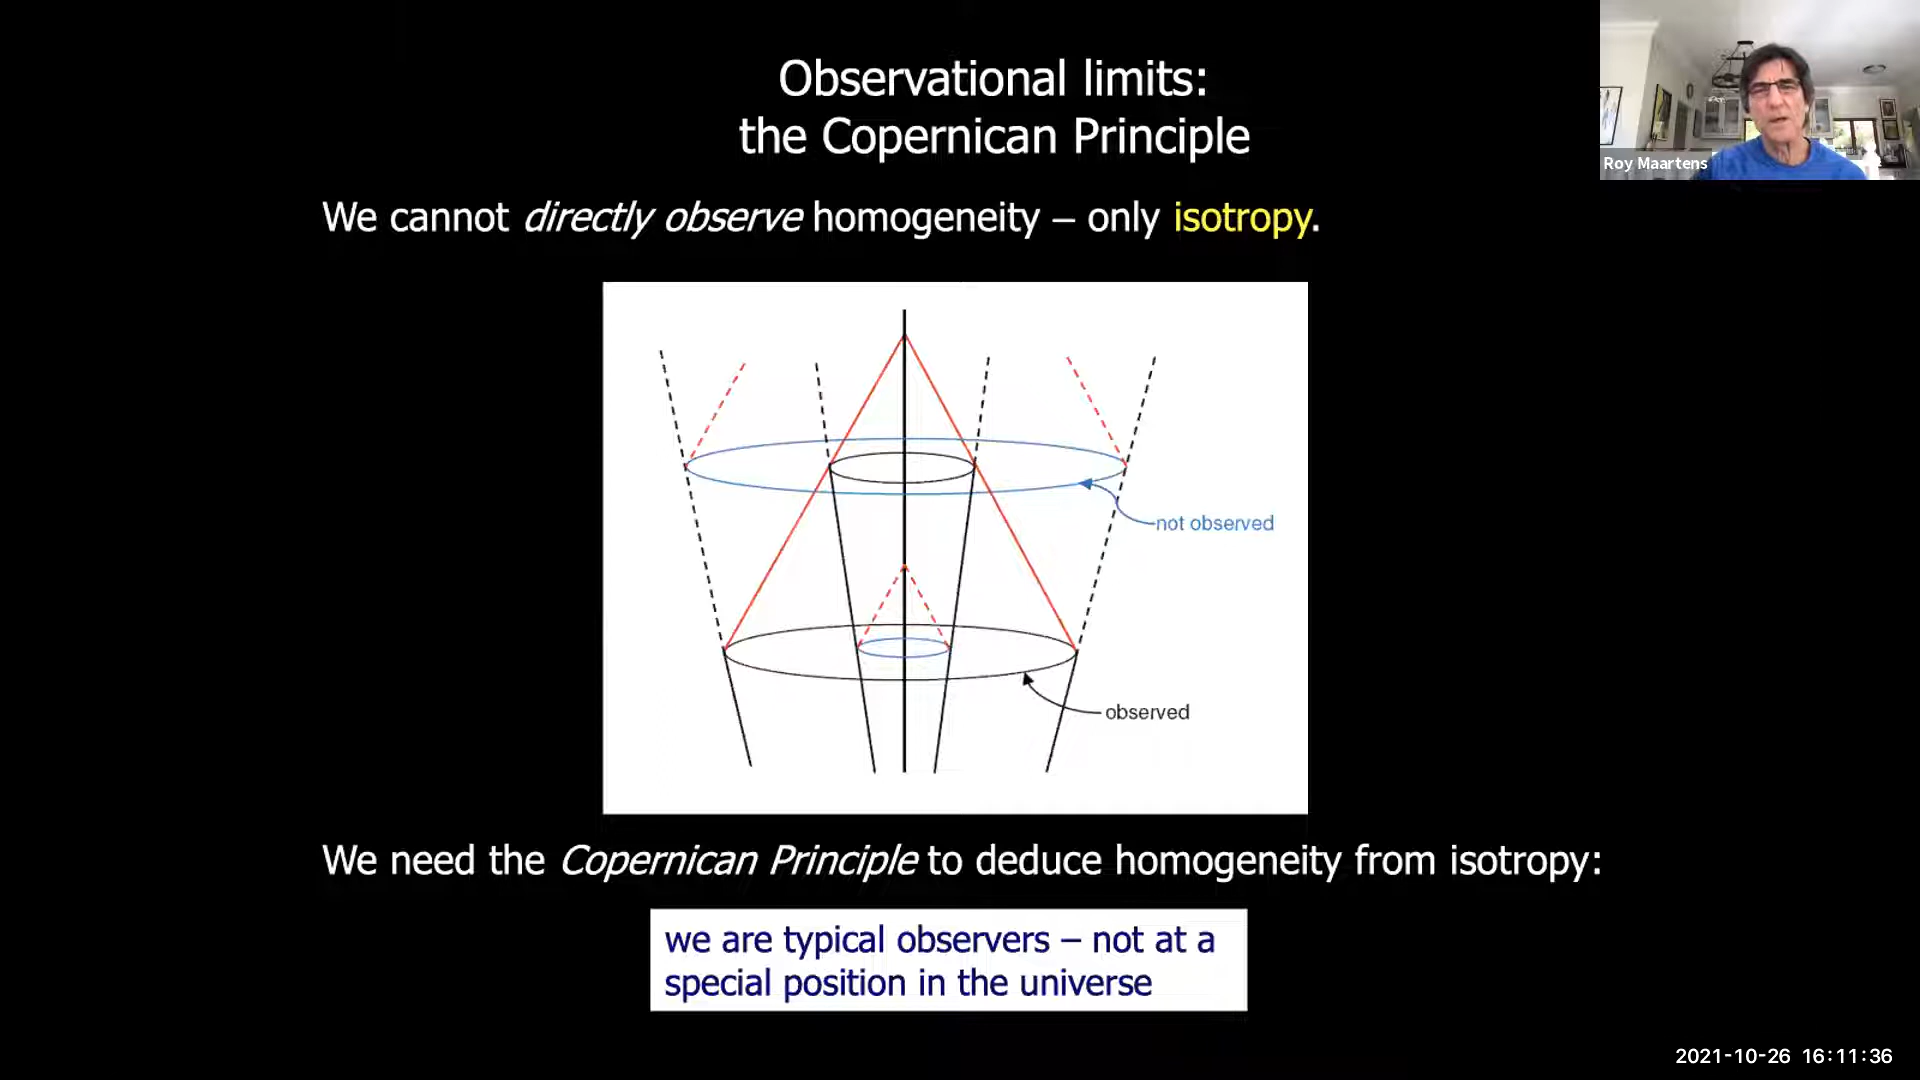 Observational limits:
the Copernican Principle
Roy Maartens
We cannot directly observe homogeneity – only isotropy.
not observed
observed
We need the Copernican Principle to deduce homogeneity from isotropy:
we are typical observers – not at a
special position in the universe
2021-10-26 16:11:36